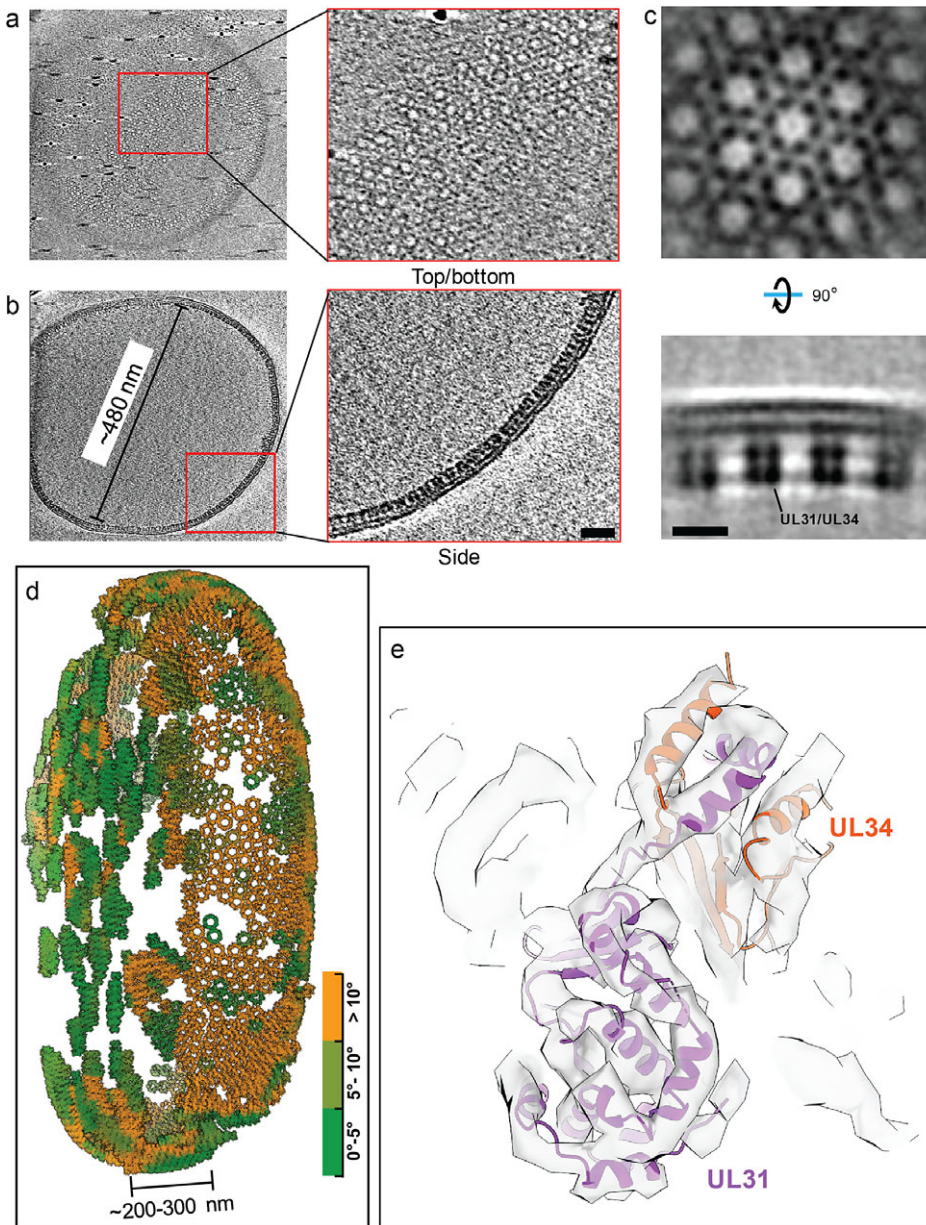 a
c
Top/bottom
b
90°
~480 nm
UL31/UL34
Side
d
e
UL34
> 10°
5°- 10°
0°-5°
UL31
~200-300 nm